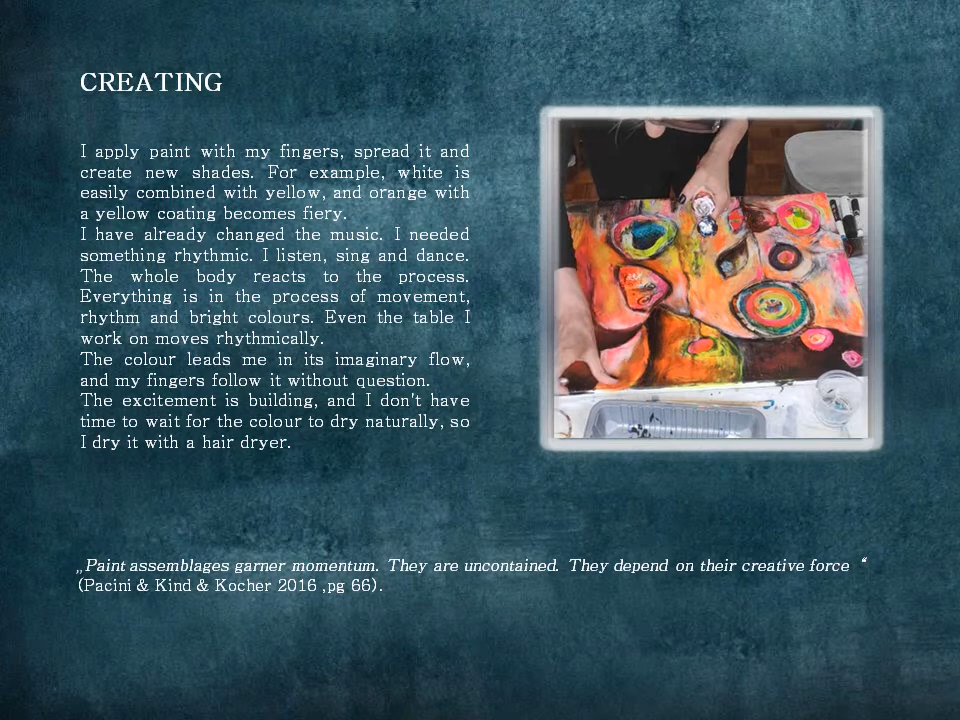 CREATING
I apply paint with my fingers, spread it and
create new shades. For example, white is
easily combined with yellow, and orange with
a yellow coating becomes fiery.
I have already changed the music. I needed
something rhythmic. I listen, sing and dance.
The whole body reacts to the process.
Everything is in the process of movement,
rhythm and bright colours. Even the table I
work on moves rhythmically.
The colour leads me in its imaginary flow,
and my fingers follow it without question.
The excitement is building, and I don't have
time to wait for the colour to dry naturally, so
I dry it with a hair dryer.
„Paint assemblages garner momentum. They are uncontained. They depend on their creative force “
(Pacini & Kind & Kocher 2016 ,pg 66).